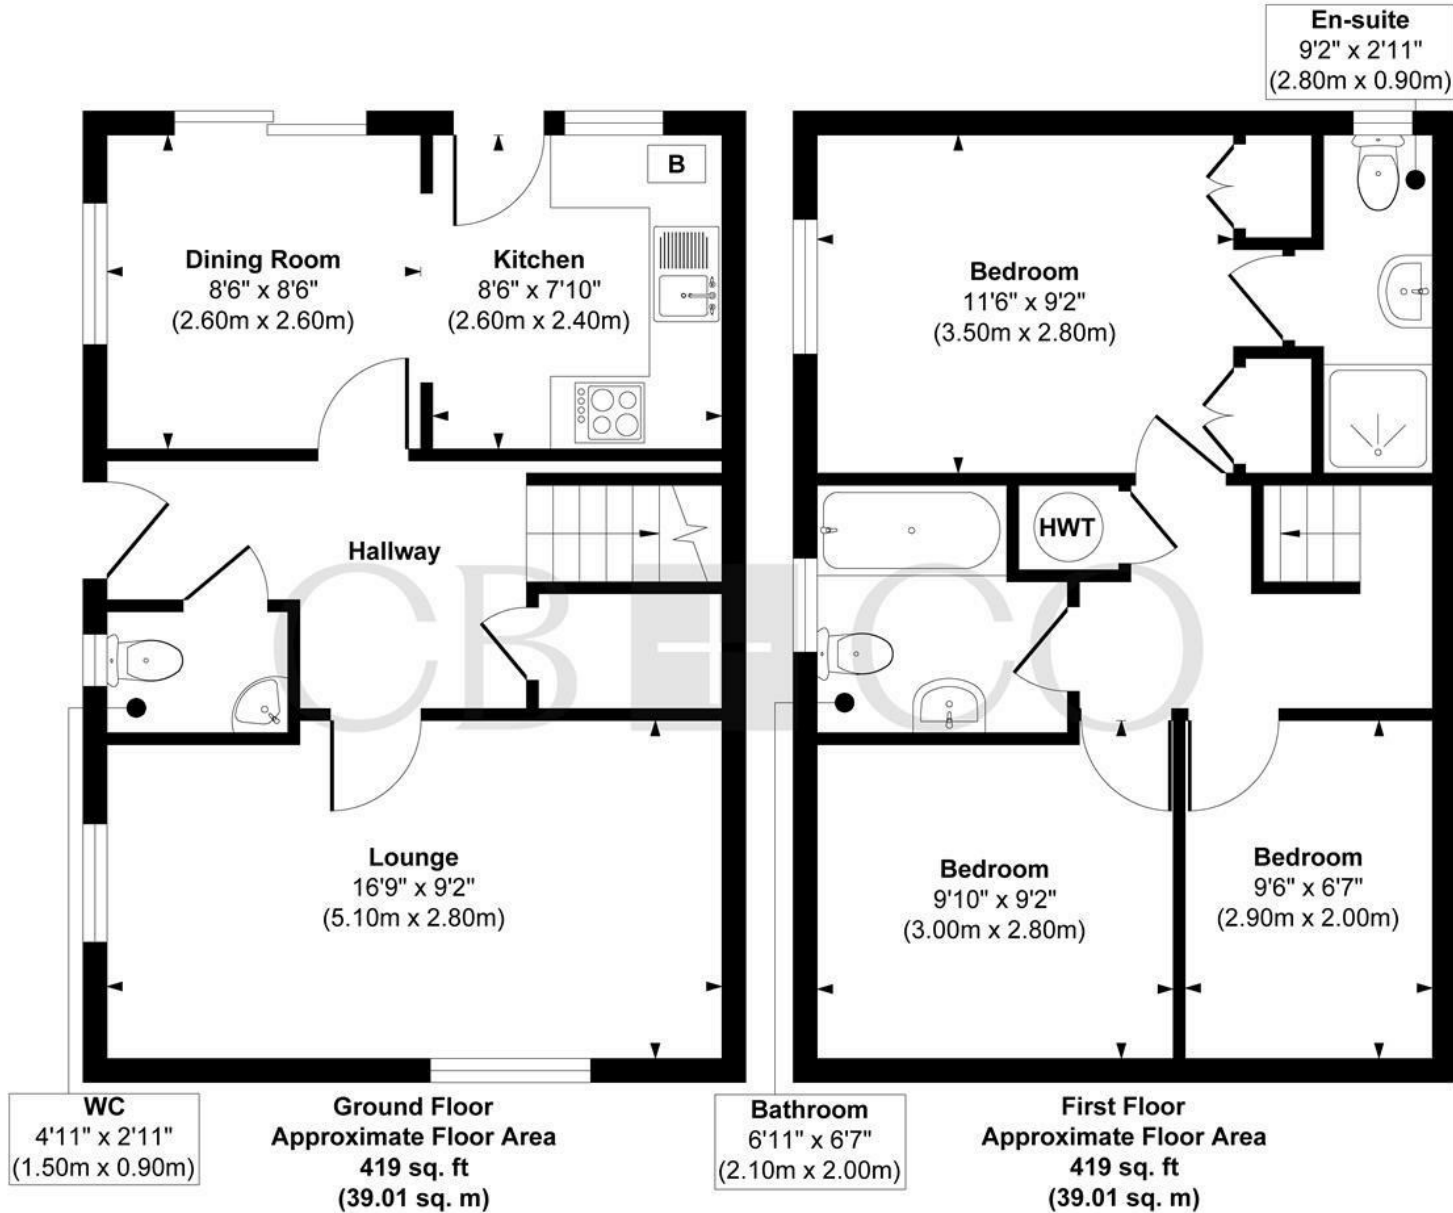 En-suite
9'2" x 2'11"
(2.80m x 0.90m)
B
Dining Room
8'6" x 8'6"
(2.60m x 2.60m)
Kitchen
8'6" x 7'10"
(2.60m x 2.40m)
Bedroom
11'6" x 9'2"
(3.50m x 2.80m)
Hallway
HWT
CB+CO
Lounge
16'9" x 9'2"
(5.10m x 2.80m)
Bedroom
9'10" x 9'2"
(3.00m x 2.80m)
Bedroom
9'6" x 6'7"
(2.90m x 2.00m)
WC
4'11" x 2'11"
(1.50m x 0.90m)
Ground Floor
Approximate Floor Area
419 sq. ft
(39.01 sq. m)
Bathroom
6'11" x 6'7"
(2.10m x 2.00m)
First Floor
Approximate Floor Area
419 sq. ft
(39.01 sq. m)